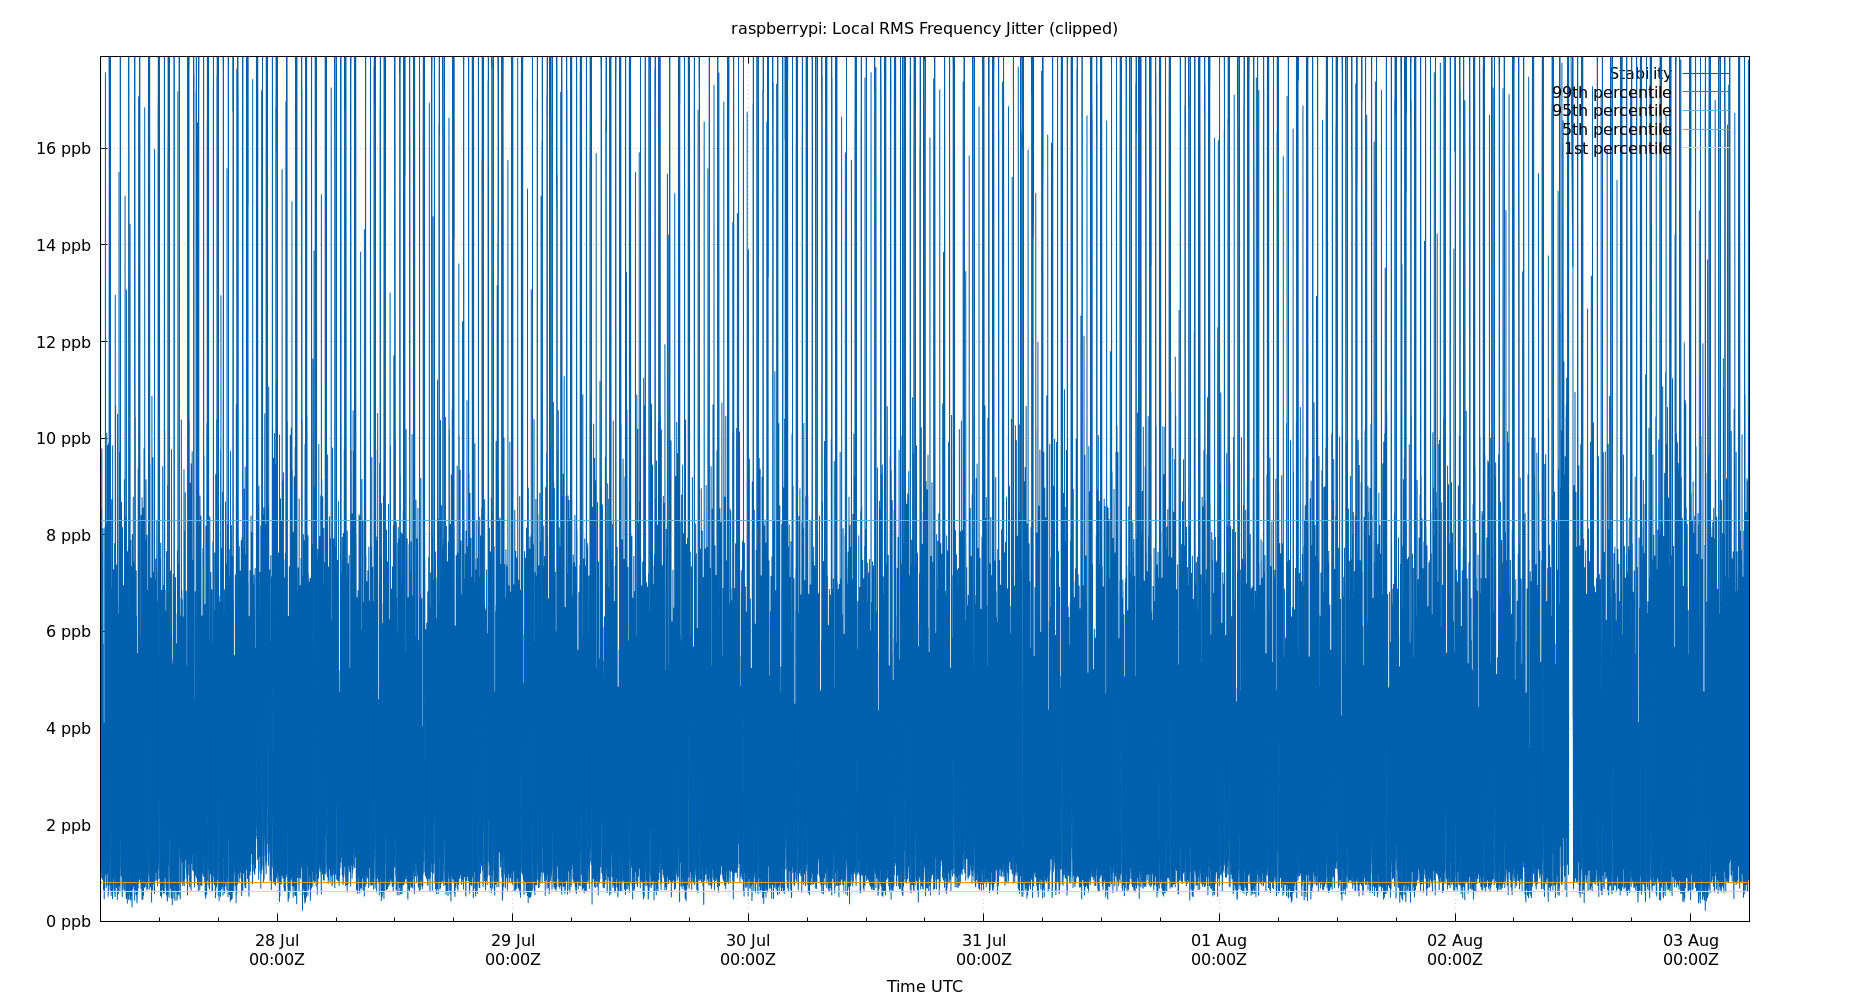 raspberrypi: Local RMS Frequency Jitter (clipped)
Stability
99th percentile
95th percentile
5th percentile
1st percentile
16 ppb
14 ppb
12 ppb
10 ppb
8 ppb
6 ppb
4 ppb
2 ppb
0 ppb
28 Jul 29 Jul 30 Jul 31 Jul 01 Aug 02 Aug 03 Aug
00:00Z 00:00Z 00:00Z 00:00Z 00:00Z 00:00Z 00:00Z
Time UTC